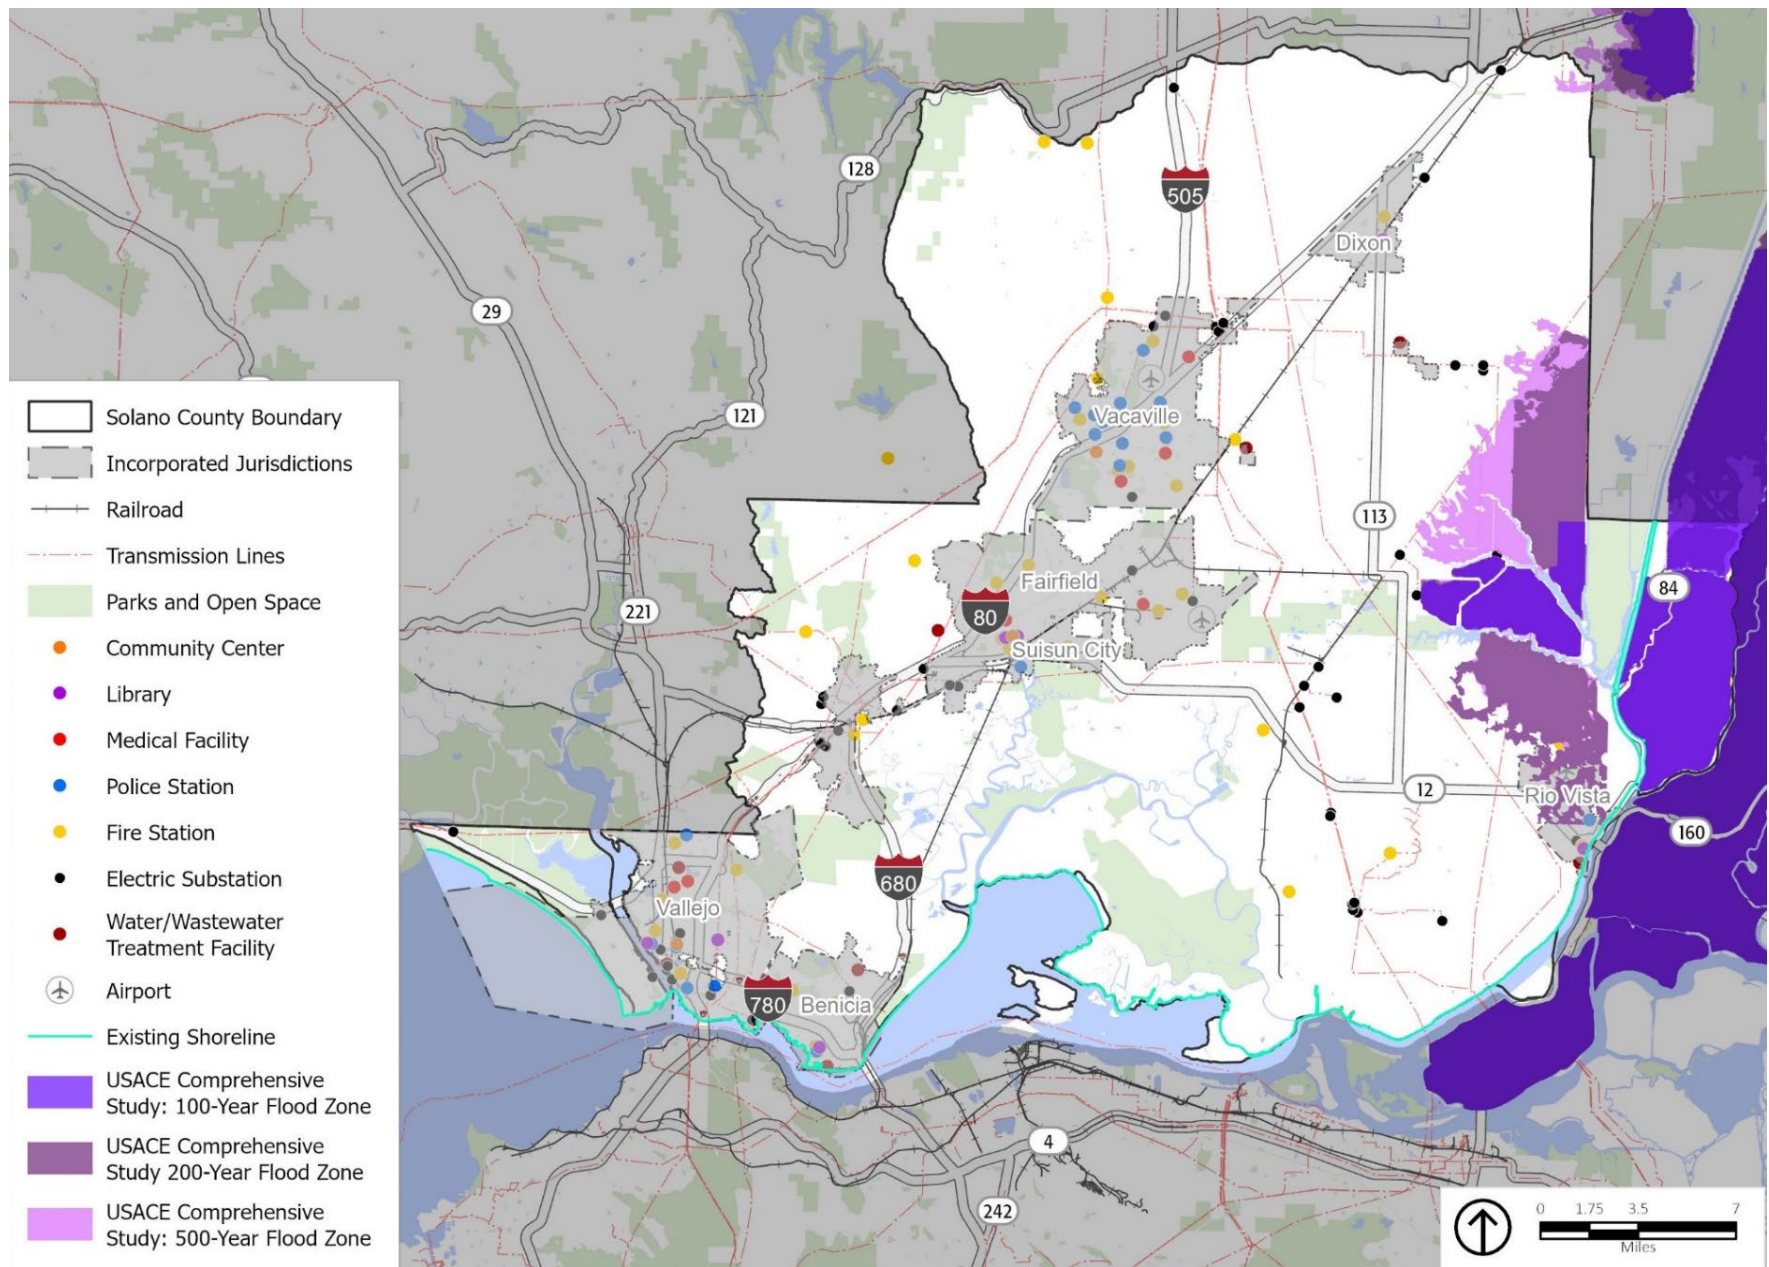 128
505
Dixon
29
121
Vacaville
113
Fairfield
84
221
80
Suisun City
12
Rio Vista
160
680
Vallejo
780
Benicia
4
242
Solano County Boundary
Incorporated Jurisdictions
Railroad
Transmission Lines
Parks and Open Space
Community Center
Library
Medical Facility
Police Station
Fire Station
Electric Substation
Water/Wastewater
Treatment Facility
Airport
Existing Shoreline
USACE Comprehensive
Study: 100-Year Flood Zone
USACE Comprehensive
Study 200-Year Flood Zone
USACE Comprehensive
Study: 500-Year Flood Zone
0 1.75 3.5 7
Miles